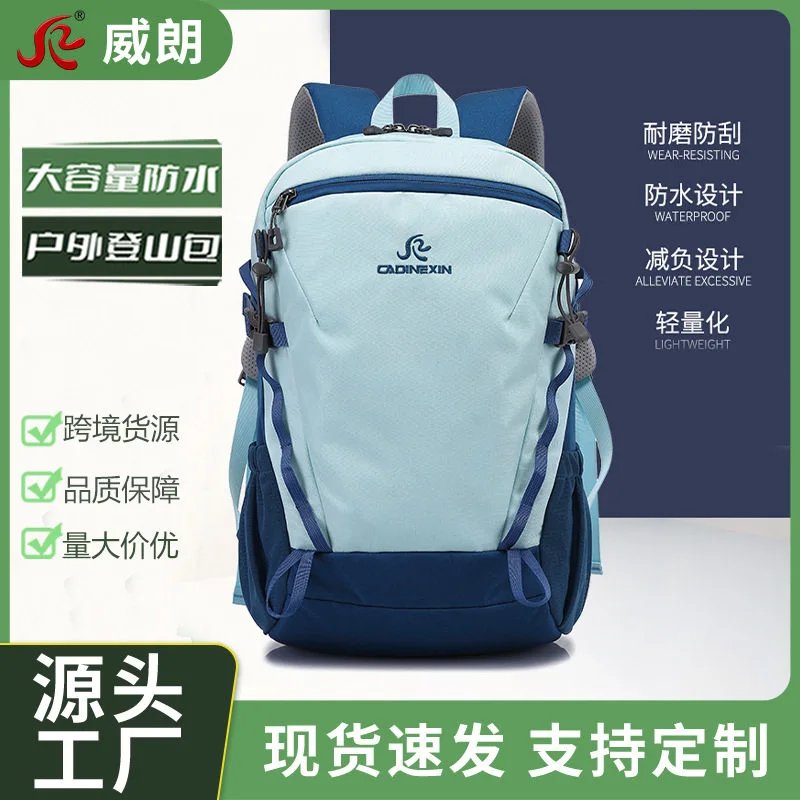 威朗
®
大容量防水
户外登山包
耐磨防刮
WEAR-RESISTING
防水设计
WATERPROOF
减负设计
ALLEVIATE EXCESSIVE
轻量化
LIGHTWEIGHT
CADINEXIN
跨境货源
品质保障
量大价优
源头
工厂
现货速发 支持定制